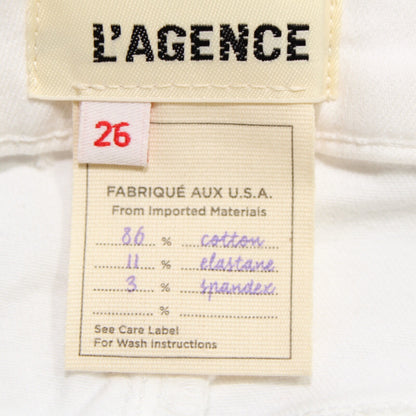 L'AGENCE
26
FABRIQUÉ AUX U.S.A.
From Imported Materials
86 % cotton
11 % elastane
3 % spandex
%
See Care Label
For Wash instructions